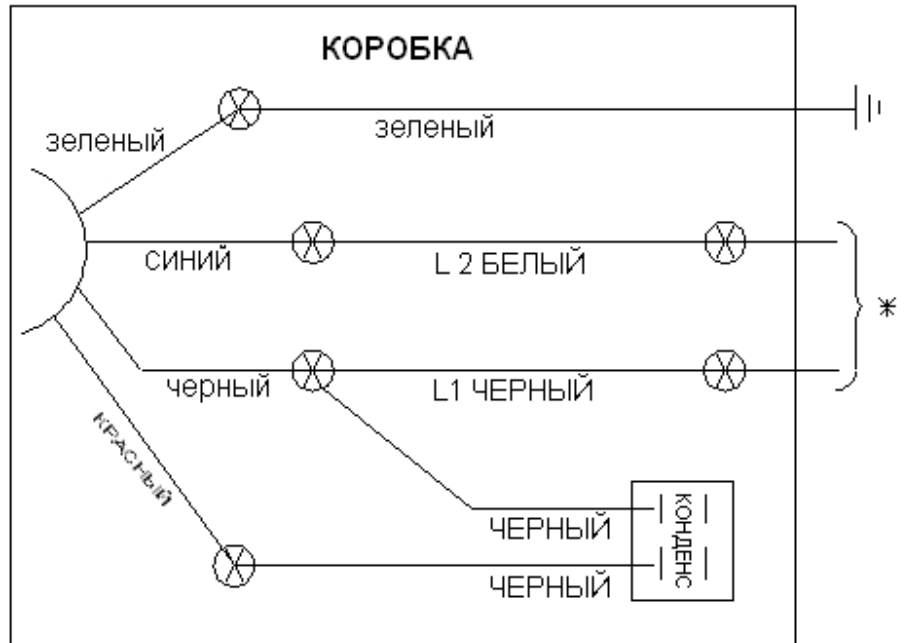 КОРОБКА
зеленый
зеленый
синий
L 2 БЕЛЫЙ
Ж
черный
L1 ЧЕРНЫЙ
КРАСНЫЙ
ЧЕРНЫЙ
КОНДЕНС
ЧЕРНЫЙ